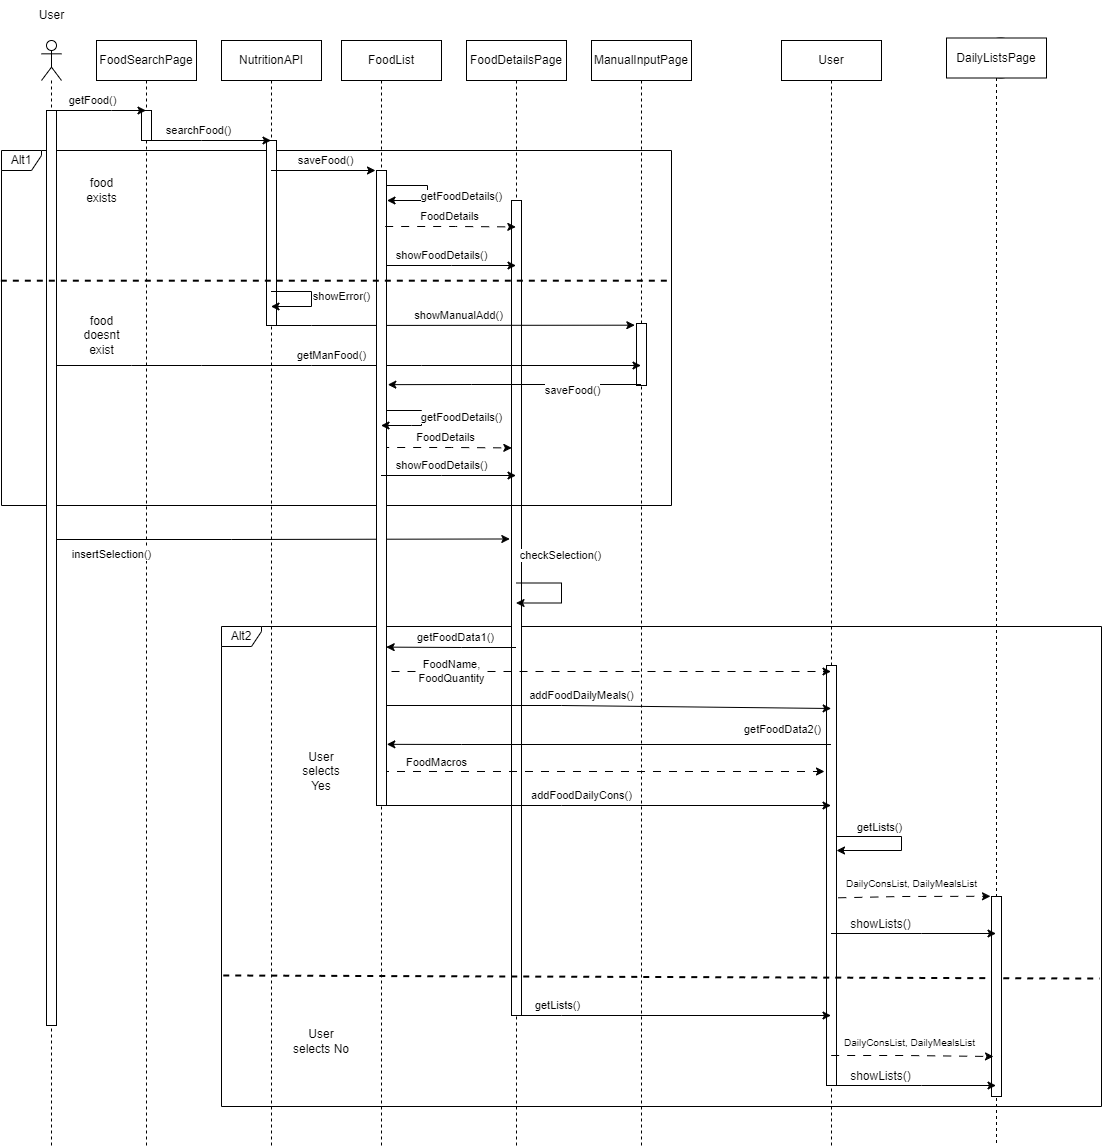 User
FoodSearchPage
NutritionAPI
FoodList
FoodDetailsPage
ManualInputPage
User
DailyListsPage
getFood()
searchFood()
Alt1
saveFood()
food
exists
getFoodDetails()
FoodDetails
showFoodDetails()
showError()
food
doesnt
exist
showManualAdd()
getManFood()
saveFood()
getFoodDetails()
FoodDetails
showFoodDetails()
insertSelection()
checkSelection()
Alt2
getFoodData1()
FoodName,
FoodQuantity
addFoodDailyMeals()
getFoodData2()
User
selects
Yes
FoodMacros
addFoodDailyCons()
getLists()
DailyConsList, DailyMealsList
showLists()
getLists()
User
selects No
DailyConsList, DailyMealsList
showLists()